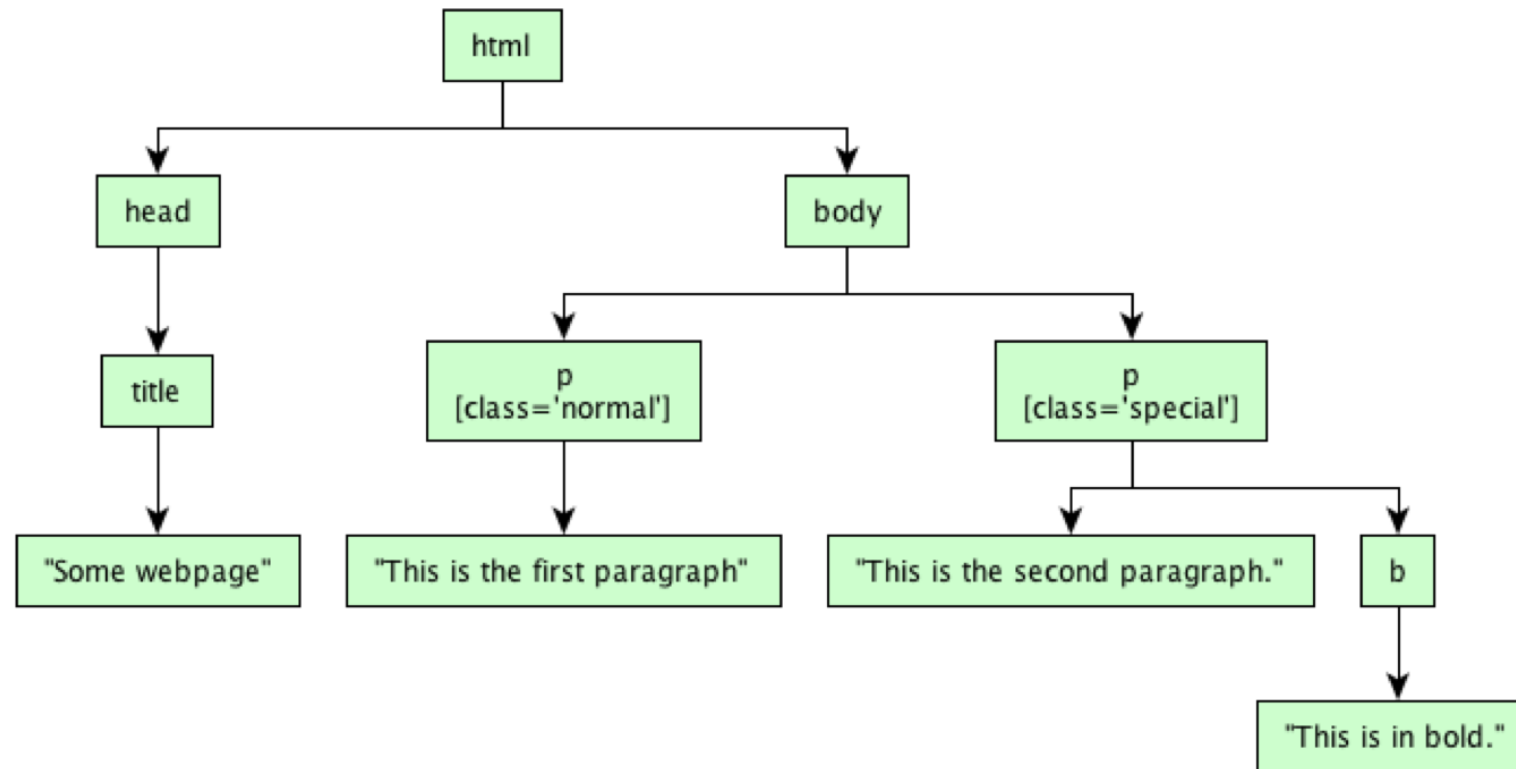 html
head
body
title
p
[class='normal']
p
[class='special']
"Some webpage"
"This is the first paragraph"
"This is the second paragraph."
b
"This is in bold."